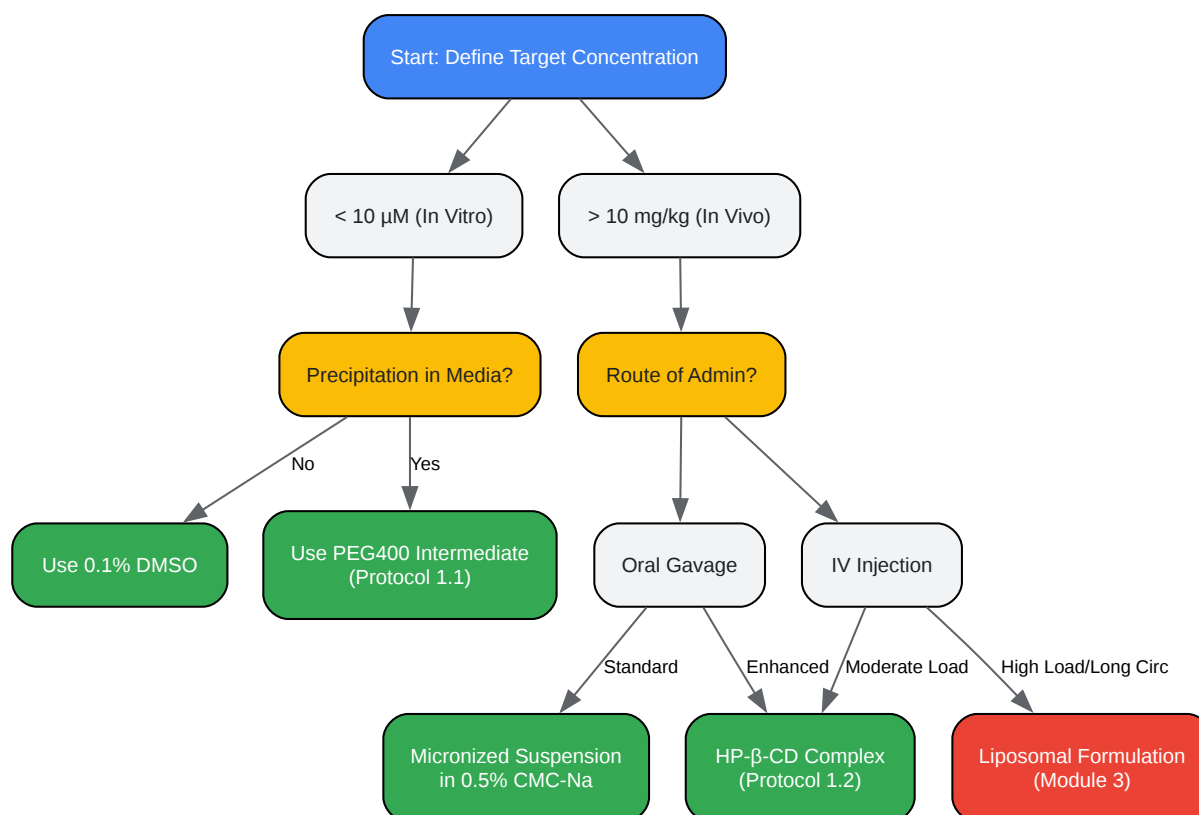 Start: Define Target Concentration
< 10 µM (In Vitro)
> 10 mg/kg (In Vivo)
Precipitation in Media?
Route of Admin?
No
Yes
Use 0.1% DMSO
Use PEG400 Intermediate
(Protocol 1.1)
Oral Gavage
IV Injection
Standard
Enhanced
Moderate Load
High Load/Long Circ
Micronized Suspension
in 0.5% CMC-Na
HP-β-CD Complex
(Protocol 1.2)
Liposomal Formulation
(Module 3)